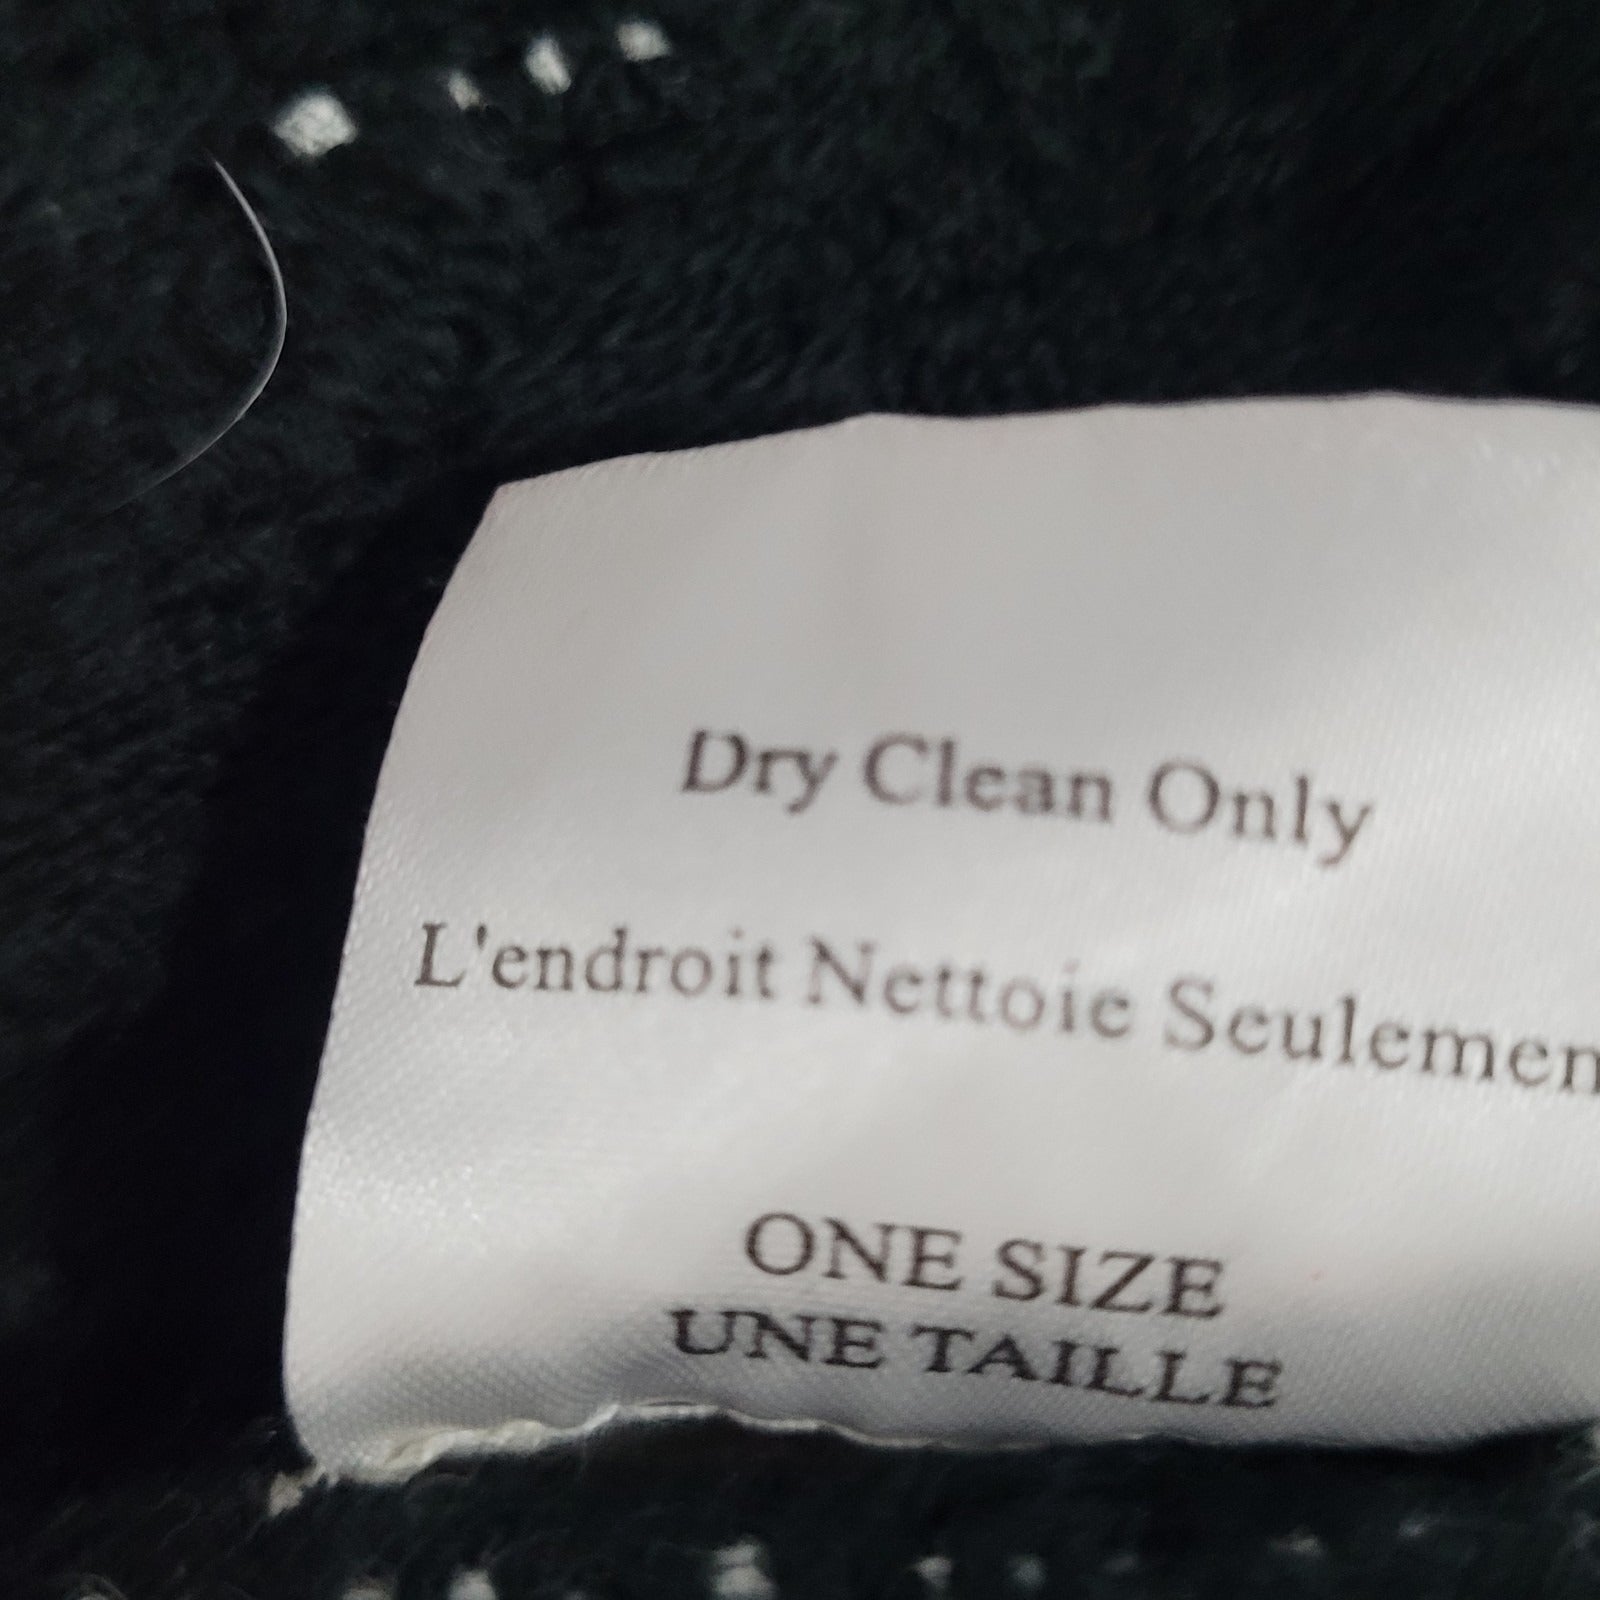 Dry Clean Only
L'endroit Nettoie Seulemen
ONE SIZE
UNE TAILLE